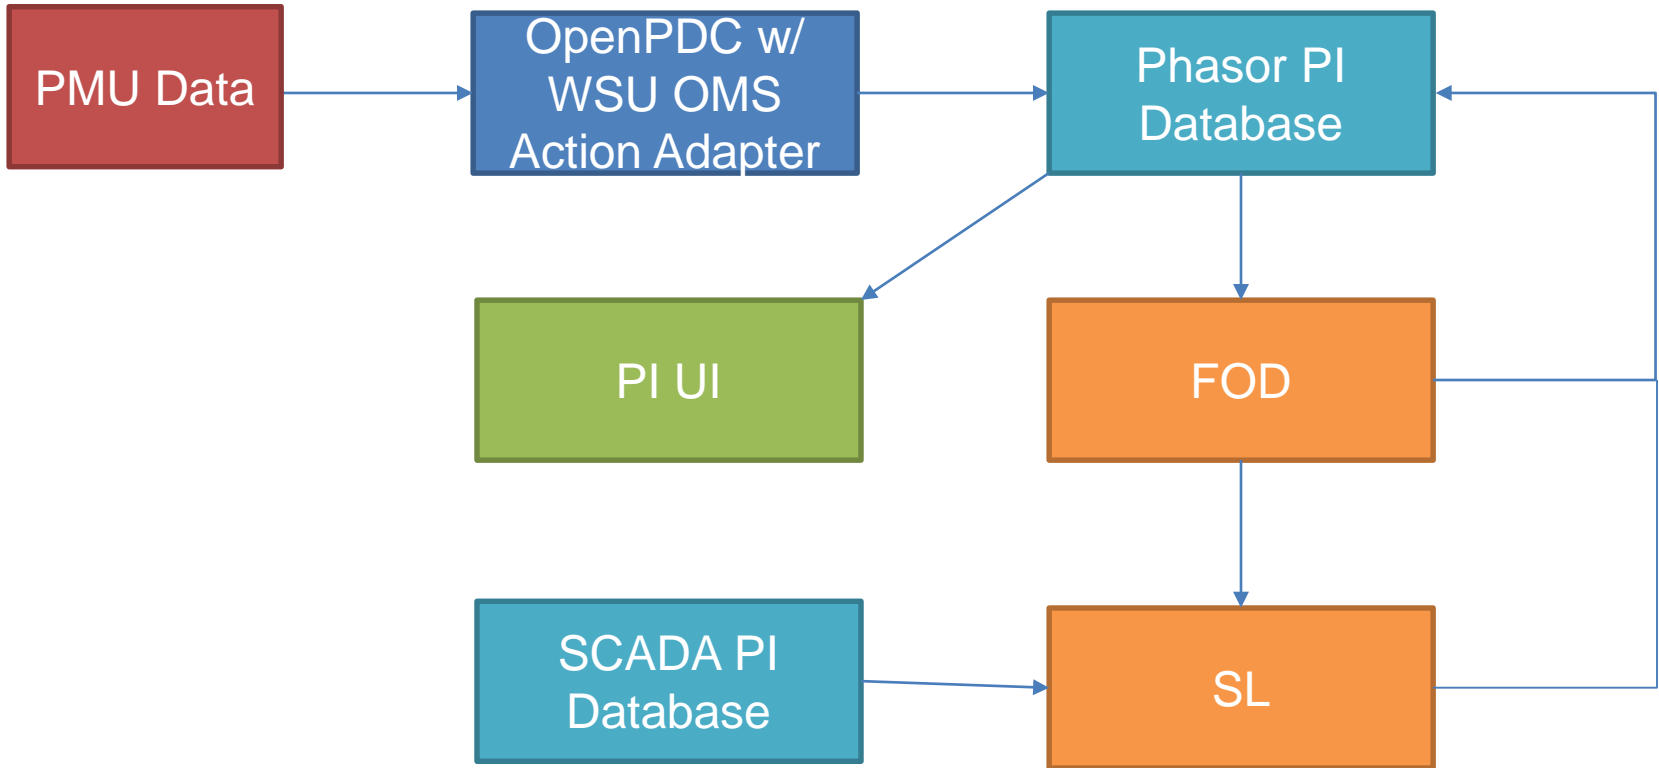 PMU Data
OpenPDC w/
WSU OMS
Action Adapter
Phasor PI
Database
PI UI
FOD
SCADA PI
Database
SL